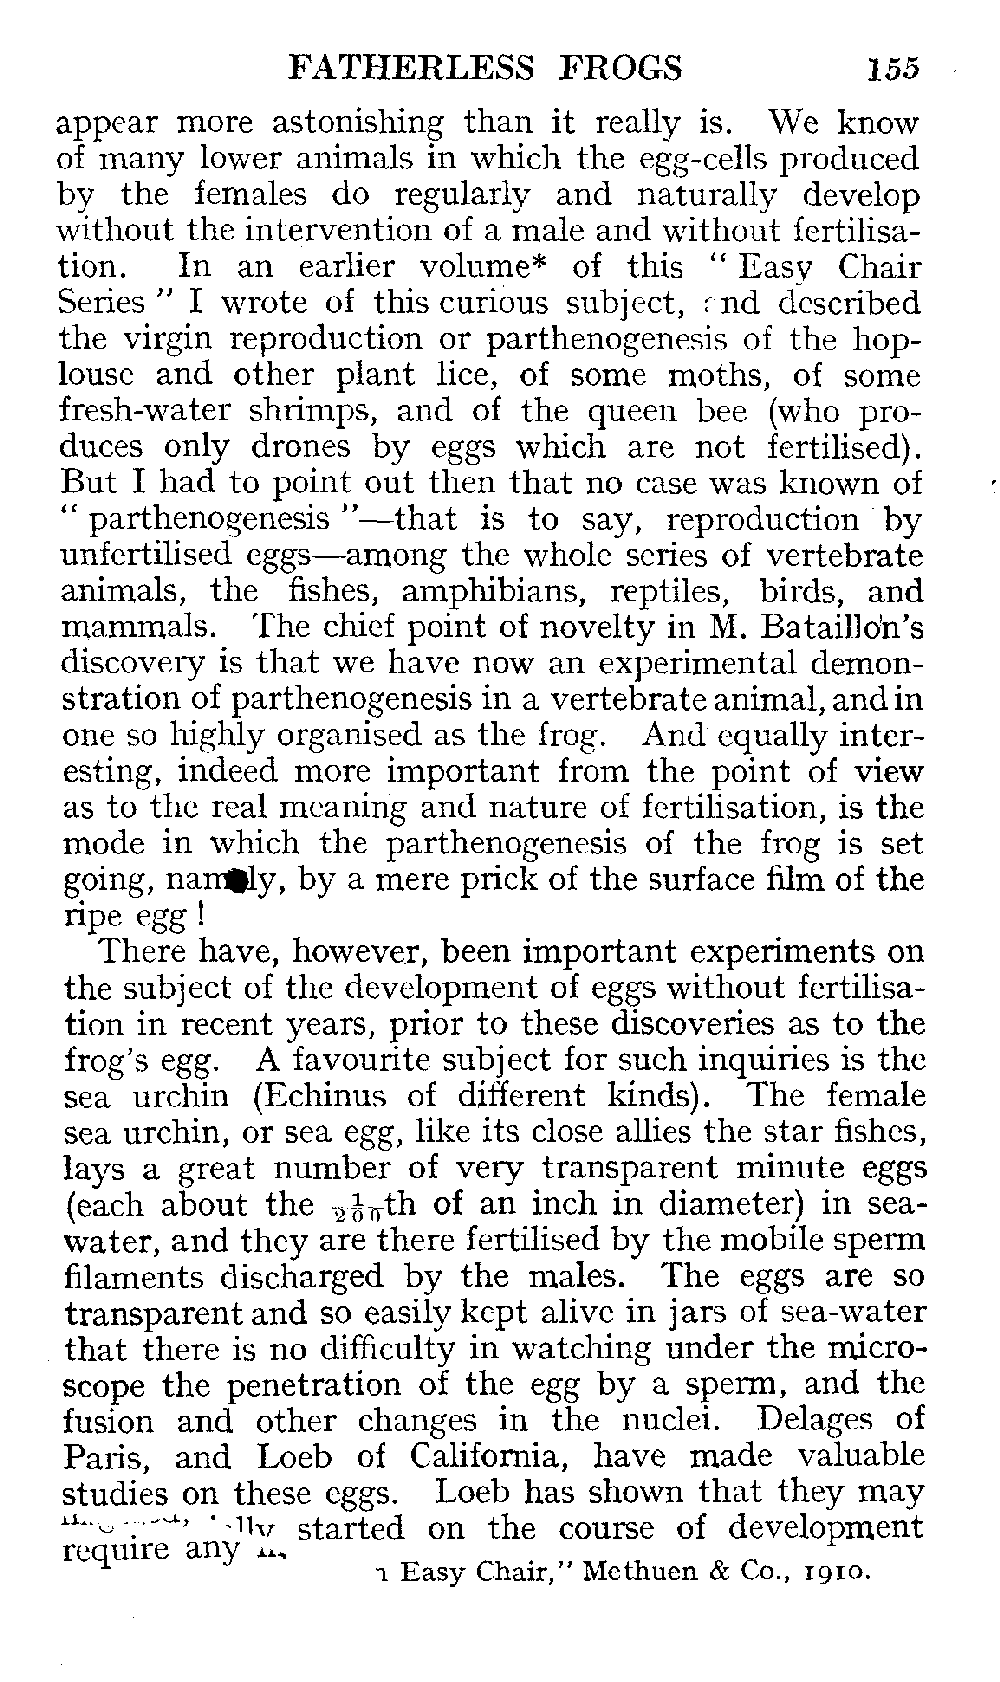 FATHERLESS FROGS 155
appear more astonishing than it really is. We know
of many lower animals in which the egg-cells produced
by the females do regularly and naturally develop
without the intervention of a male and without fertilisa-
tion. In an earlier volume* of this " Easy Chair
Series " I wrote of this curious subject, nd described
the virgin reproduction or parthenogenesis of the hop-
louse and other plant lice, of some moths, of some
fresh-water shrimps, and of the queen bee (who pro-
duces only drones by eggs which are not fertilised).
But I had to point out then that no case was known of
" parthenogenesis "—that is to say, reproduction by
unfertilised eggs—among the whole series of vertebrate
animals, the fishes, amphibians, reptiles, birds, and
mammals. The chief point of novelty in M. Bataillon's
discovery is that we have now an experimental demon-
stration of parthenogenesis in a vertebrate animal, and in
one so highly organised as the frog. And equally inter-
esting, indeed more important from the point of view
as to the real meaning and nature of fertilisation, is the
mode in which the parthenogenesis of the frog is set
going, namely, by a mere prick of the surface film of the
ripe egg !
There have, however, been important experiments on
the subject of the development of eggs without fertilisa-
tion in recent years, prior to these discoveries as to the
frog's egg. A favourite subject for such inquiries is the
sea urchin (Echinus of different kinds). The female
sea urchin, or sea egg, like its close allies the star fishes,
lays a great number of very transparent minute eggs
(each about the 1/200th of an inch in diameter) in sea-
water, and they are there fertilised by the mobile sperm
filaments discharged by the males. The eggs are so
transparent and so easily kept alive in jars of sea-water
that there is no difficulty in watching under the micro-
scope the penetration of the egg by a sperm, and the
fusion and other changes in the nuclei. Delages of
Paris, and Loeb of California, have made valuable
studies on these eggs. Loeb has shown that they may
started on the course of development
require any
Easy Chair," Methuen & Co., 1910.